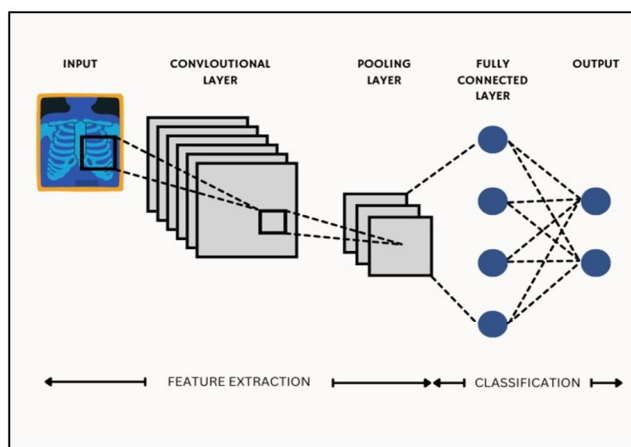 INPUT
CONVLOUTIONAL
LAYER
POOLING
LAYER
FULLY
CONNECTED
LAYER
OUTPUT
FEATURE EXTRACTION
CLASSIFICATION